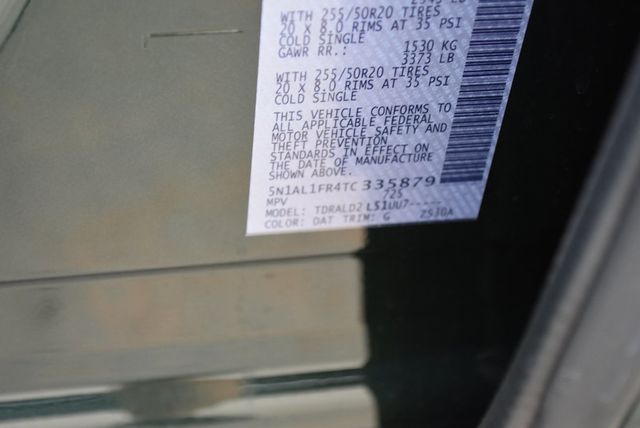 WITH 255/50R20 TIRES
20 X 8.0 RIMS AT 35 PSI
COLD SINGLE
GAWR RR.: 1530 KG
3373 LB
WITH 255/50R20 TIRES
20 X 8.0 RIMS AT 35 PSI
COLD SINGLE
THIS VEHICLE CONFORMS TO
ALL APPLICABLE FEDERAL
MOTOR VEHICLE SAFETY AND
THEFT PREVENTION
STANDARDS IN EFFECT ON
THE DATE OF MANUFACTURE
SHOWN ABOVE.
5N1AL1FR4TC335879
MPV /25
MODEL: TDRALD2 L51UU7-----
COLOR: DAT TRIM: G Z530A